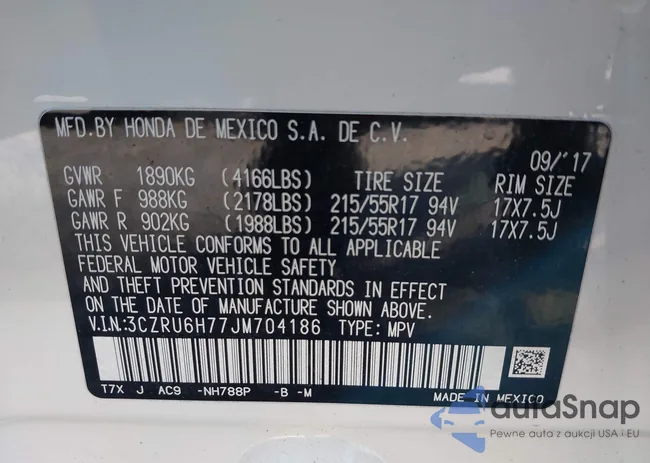 MFD.BY HONDA DE MEXICO S.A. DE C.V.
09/'17
GVWR 1890KG (4166LBS) TIRE SIZE RIM SIZE
GAWR F 988KG (2178LBS) 215/55R17 94V 17X7.5J
GAWR R 902KG (1988LBS) 215/55R17 94V 17X7.5J
THIS VEHICLE CONFORMS TO ALL APPLICABLE
FEDERAL MOTOR VEHICLE SAFETY
AND THEFT PREVENTION STANDARDS IN EFFECT
ON THE DATE OF MANUFACTURE SHOWN ABOVE.
V.I.N:3CZRU6H77JM704186 TYPE: MPV
T7X J AC9 -NH788P -B -M MADE IN MEXICO
autaSnap
Pewne auta z aukcji USA i EU